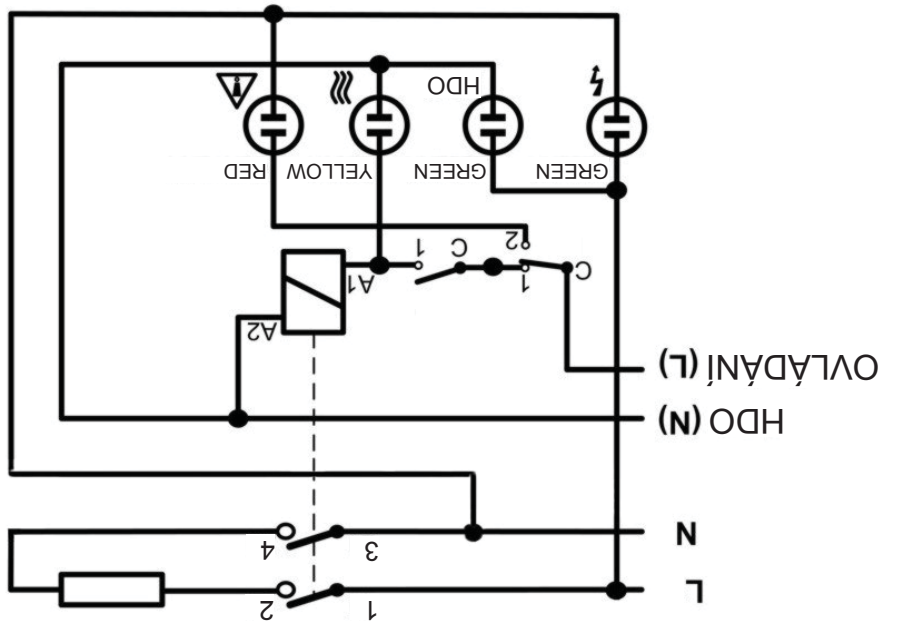 L
1 2
N
3 4
HDO (N)
OVLÁDÁNÍ (L)
A2
A1
C 1
2
C 1
GREEN
GREEN
YELLOW
RED
HDO